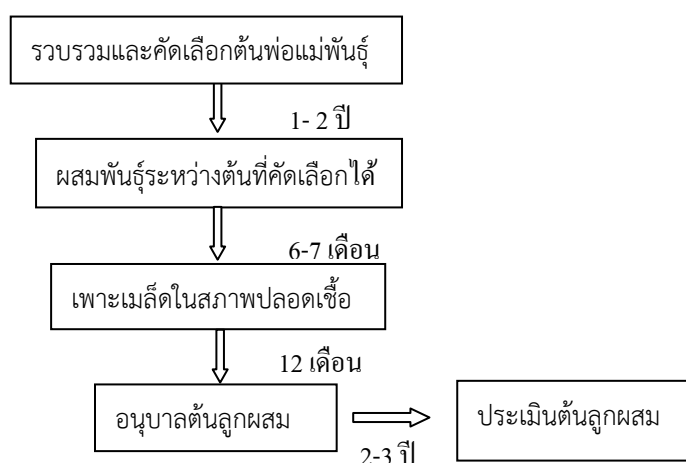 รวบรวมและคัดเลือกต้นพ่อแม่พันธุ์
1- 2 ปี
ผสมพันธุ์ระหว่างต้นที่คัดเลือกได้
6-7 เดือน
เพาะเมล็ดในสภาพปลอดเชื้อ
12 เดือน
อนุบาลต้นลูกผสม
2-3 ปี
ประเมินต้นลูกผสม